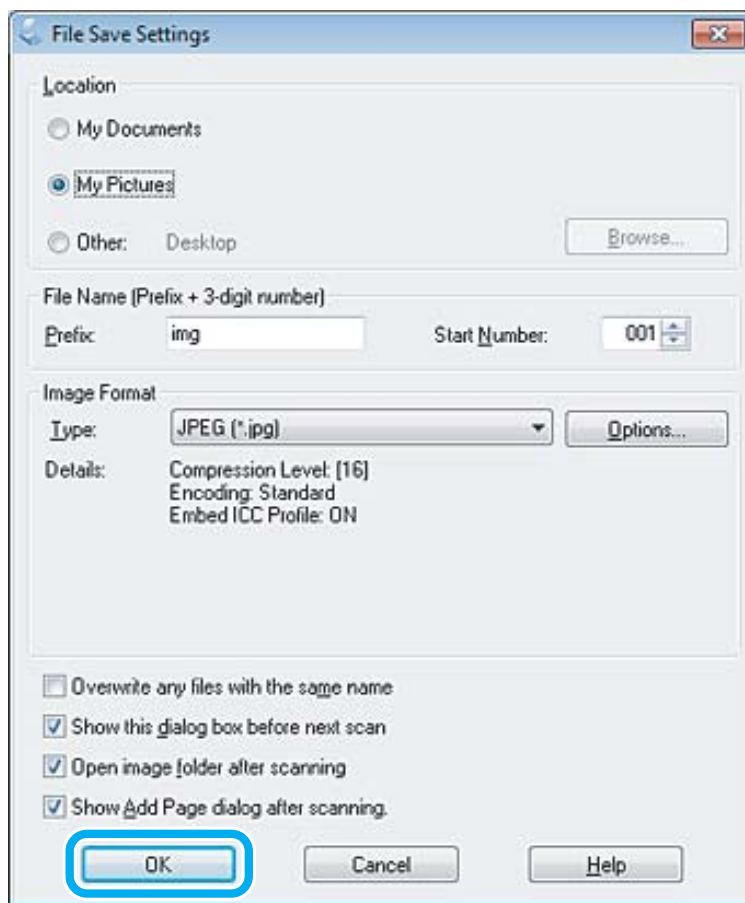 File Save Settings
Location
My Documents
My Pictures
Other: Desktop Browse...
File Name (Prefix + 3-digit number)
Prefix: img Start Number: 001
Image Format
Type: JPEG (*.jpg) Options...
Details: Compression Level: [16]
Encoding: Standard
Embed ICC Profile: ON
Overwrite any files with the same name
Show this dialog box before next scan
Open image folder after scanning
Show Add Page dialog after scanning.
OK Cancel Help